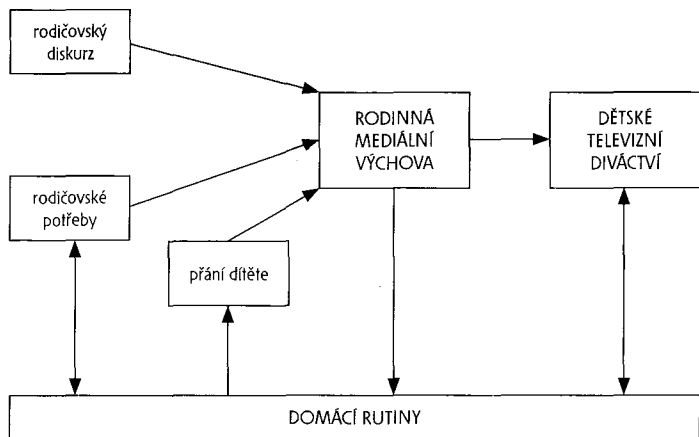 rodičovský
diskurz
RODINNÁ
MEDIÁLNÍ
VÝCHOVA
DĚTSKÉ
TELEVIZNÍ
DIVÁCTVÍ
rodičovské
potřeby
přání dítěte
DOMÁCÍ RUTINY